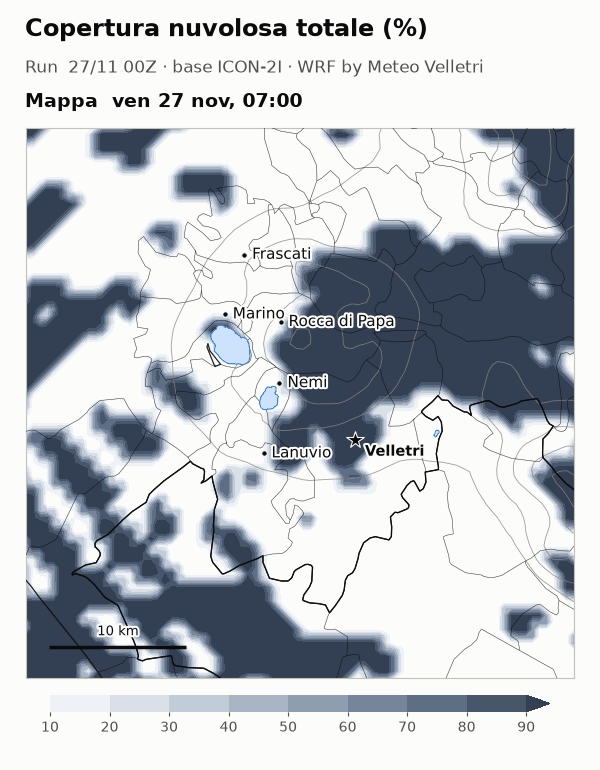 Copertura nuvolosa totale (%)
Run 27/11 00Z · base ICON-2I · WRF by Meteo Velletri
Mappa ven 27 nov, 07:00
Frascati
Marino
Rocca di Papa
Nemi
Velletri
Lanuvio
10 km
10 20 30 40 50 60 70 80 90